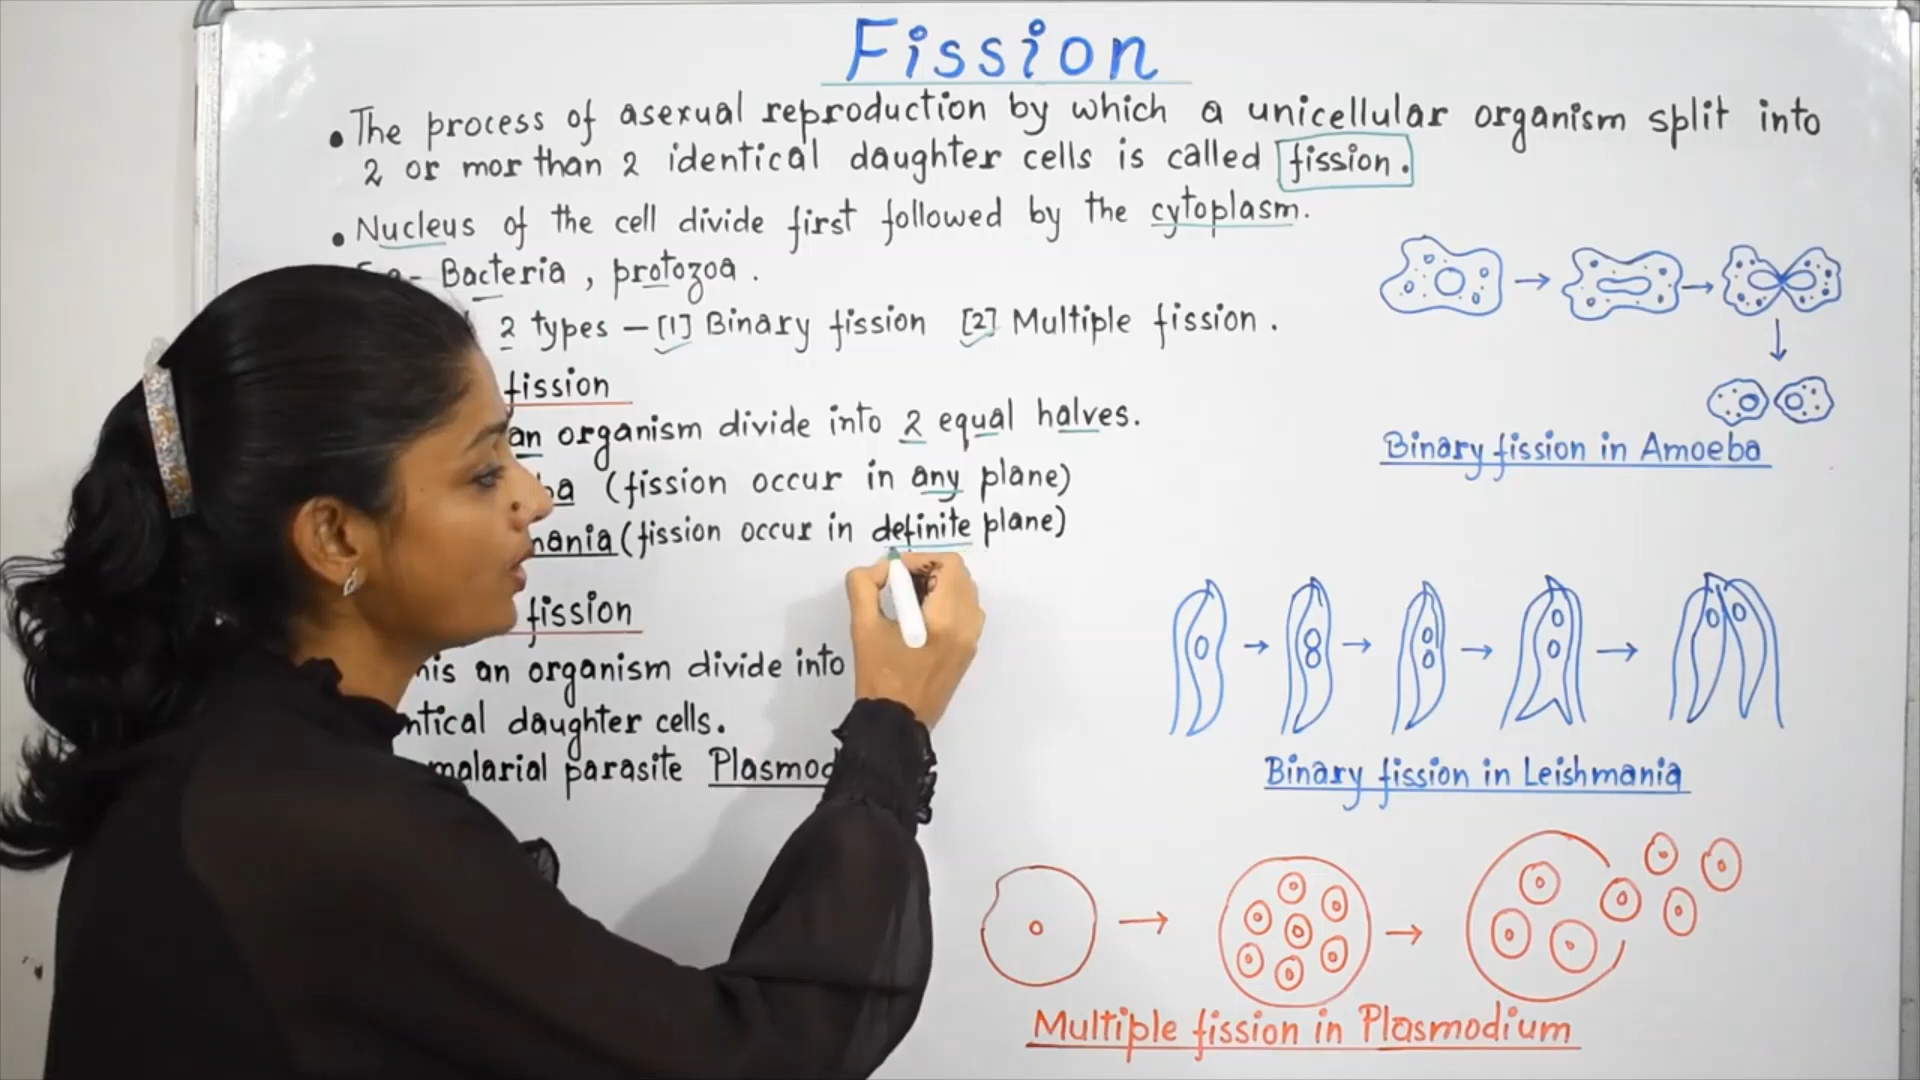 Fission
• The process of asexual reproduction by which a unicellular organism split into
2 or mor than 2 identical daughter cells is called fission.
• Nucleus of the cell divide first followed by the cytoplasm.
Bacteria, protozoa.
2 types – [1] Binary fission [2] Multiple fission.
fission
an organism divide into 2 equal halves.
(fission occur in any plane)
(fission occur in definite plane)
fission
an organism divide into
daughter cells.
malarial parasite
Binary fission in Amoeba
Binary fission in Leishmania
Multiple fission in Plasmodium